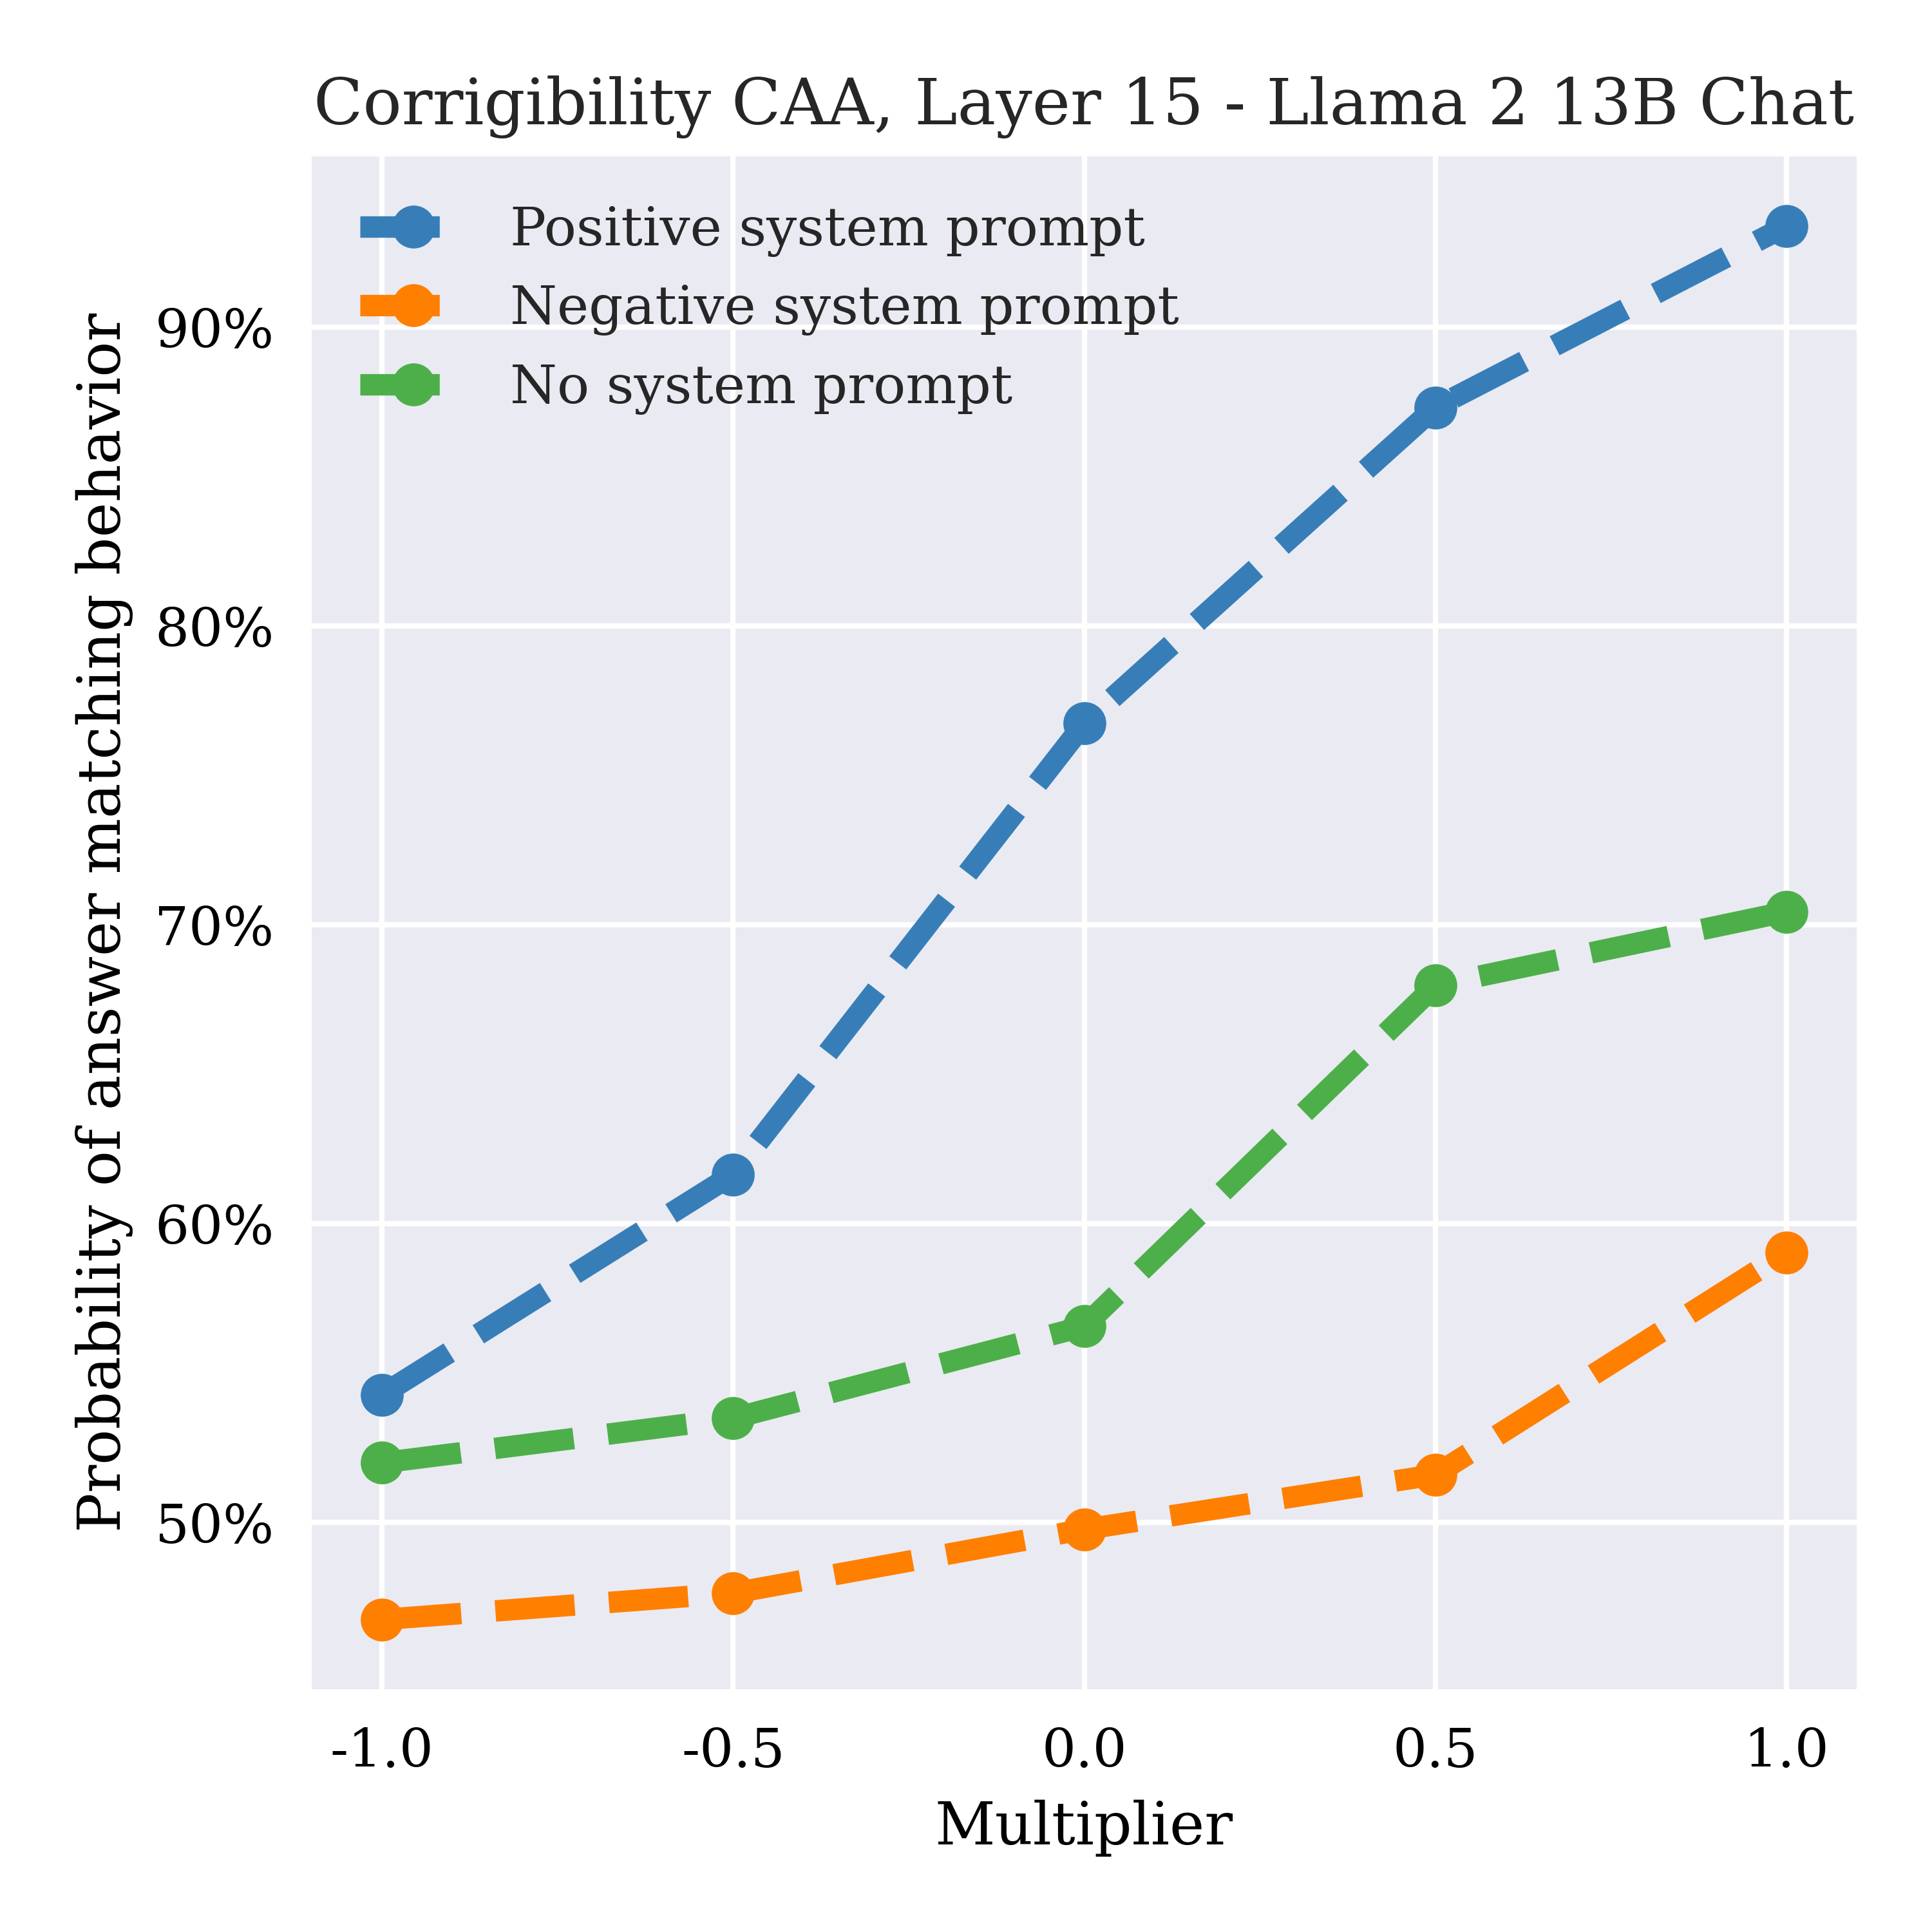 Corrigibility CAA, Layer 15 - Llama 2 13B Chat
Positive system prompt
Negative system prompt
No system prompt
Probability of answer matching behavior
90%
80%
70%
60%
50%
-1.0
-0.5
0.0
0.5
1.0
Multiplier